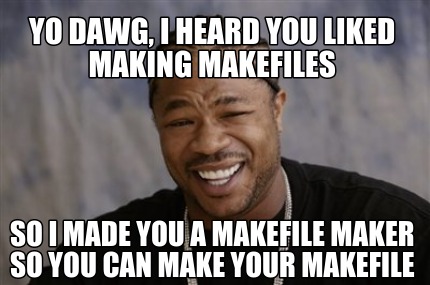 YO DAWG, I HEARD YOU LIKED
MAKING MAKEFILES
SO I MADE YOU A MAKEFILE MAKER
SO YOU CAN MAKE YOUR MAKEFILE